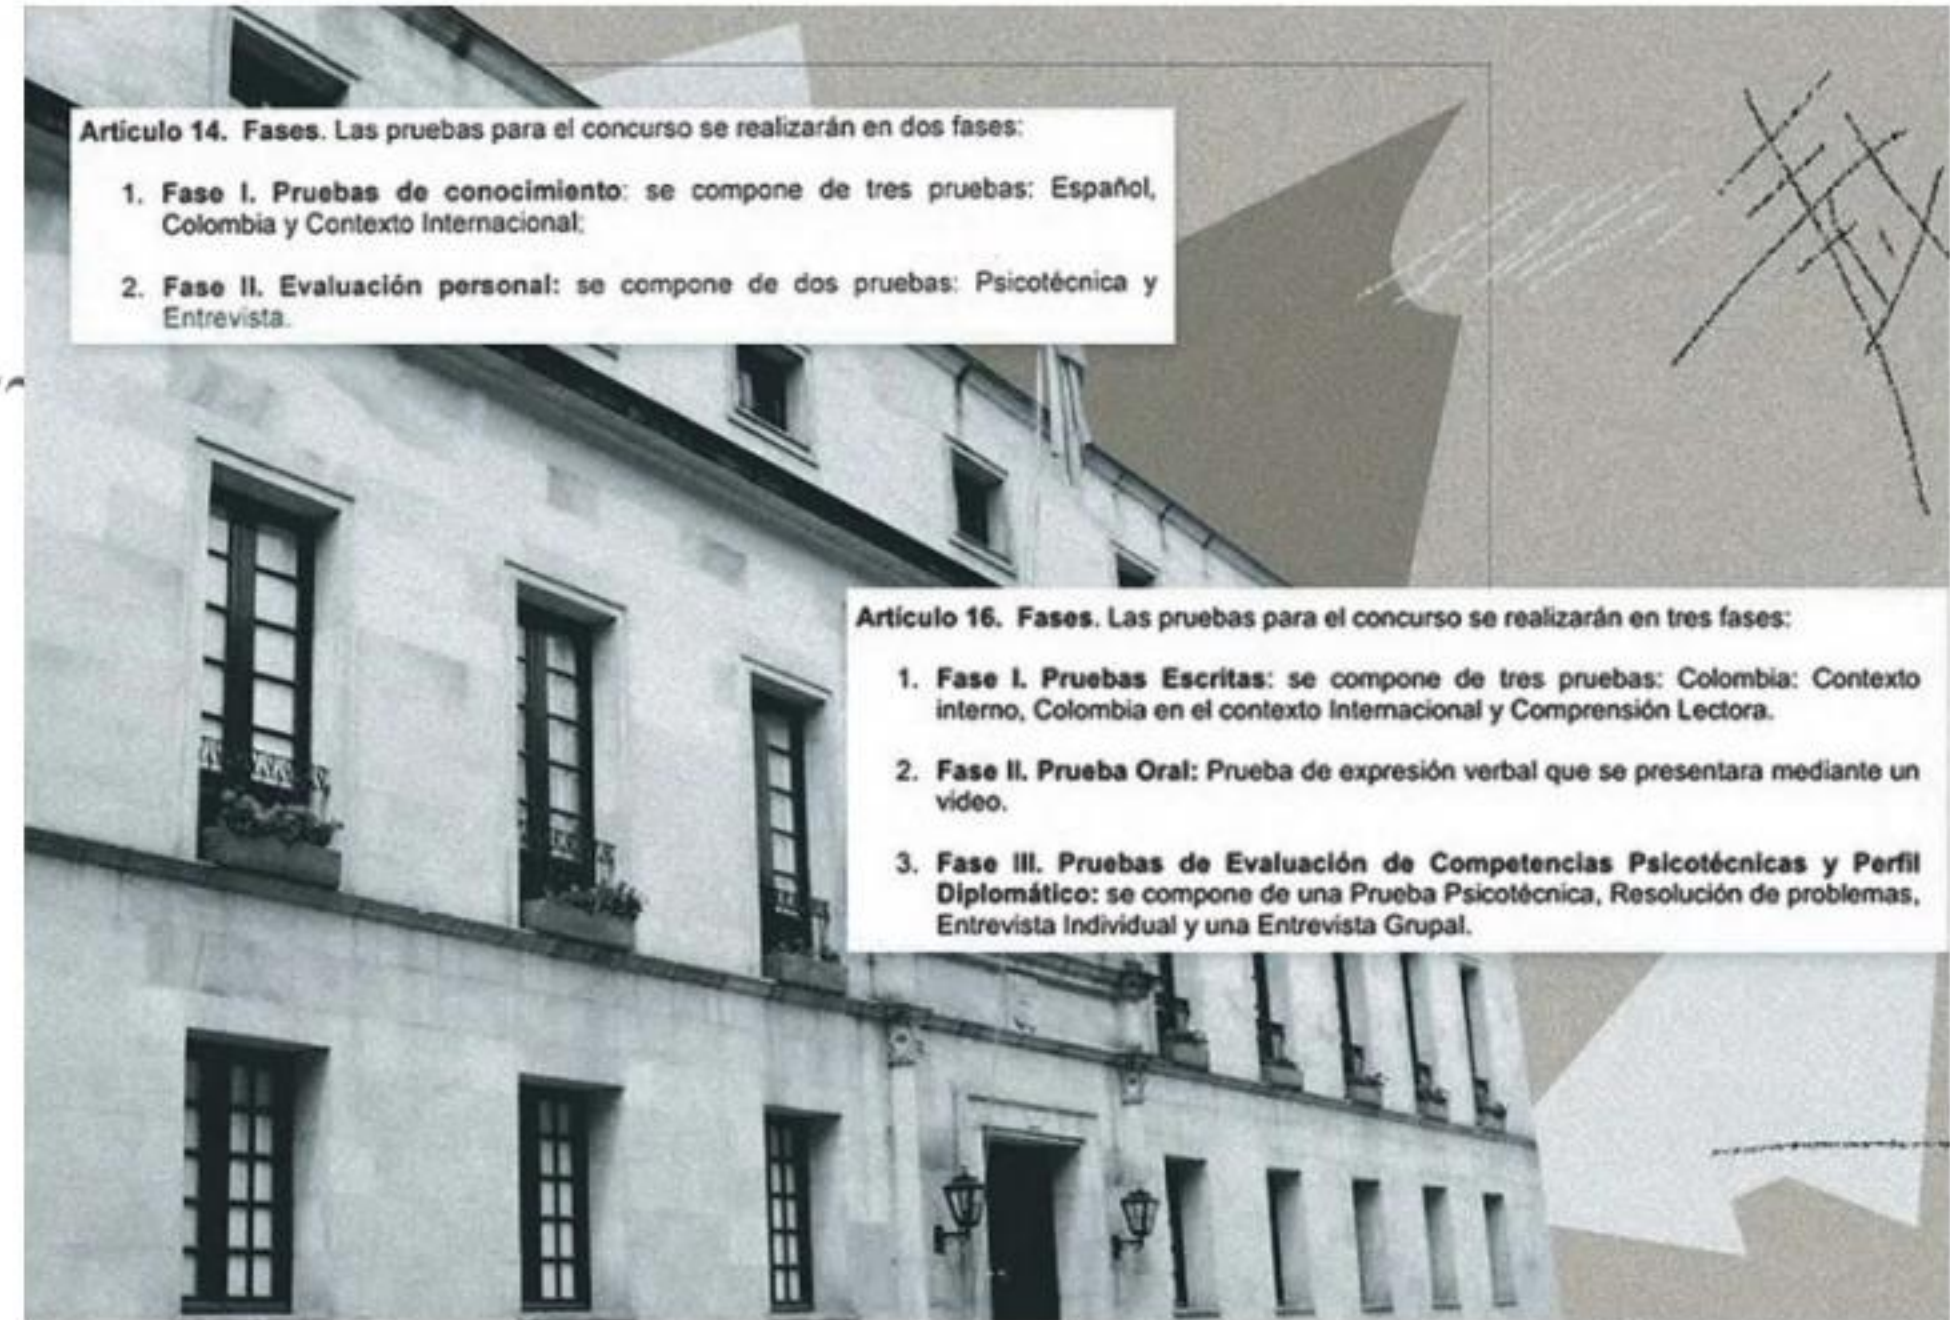 Artículo 14. Fases. Las pruebas para el concurso se realizarán en dos fases:
1. Fase I. Pruebas de conocimiento: se compone de tres pruebas: Español,
Colombia y Contexto Internacional;
2. Fase II. Evaluación personal: se compone de dos pruebas: Psicotécnica y
Entrevista.
Artículo 16. Fases. Las pruebas para el concurso se realizarán en tres fases:
1. Fase I. Pruebas Escritas: se compone de tres pruebas: Colombia: Contexto
interno, Colombia en el contexto Internacional y Comprensión Lectora.
2. Fase II. Prueba Oral: Prueba de expresión verbal que se presentara mediante un
video.
3. Fase III. Pruebas de Evaluación de Competencias Psicotécnicas y Perfil
Diplomático: se compone de una Prueba Psicotécnica, Resolución de problemas,
Entrevista Individual y una Entrevista Grupal.